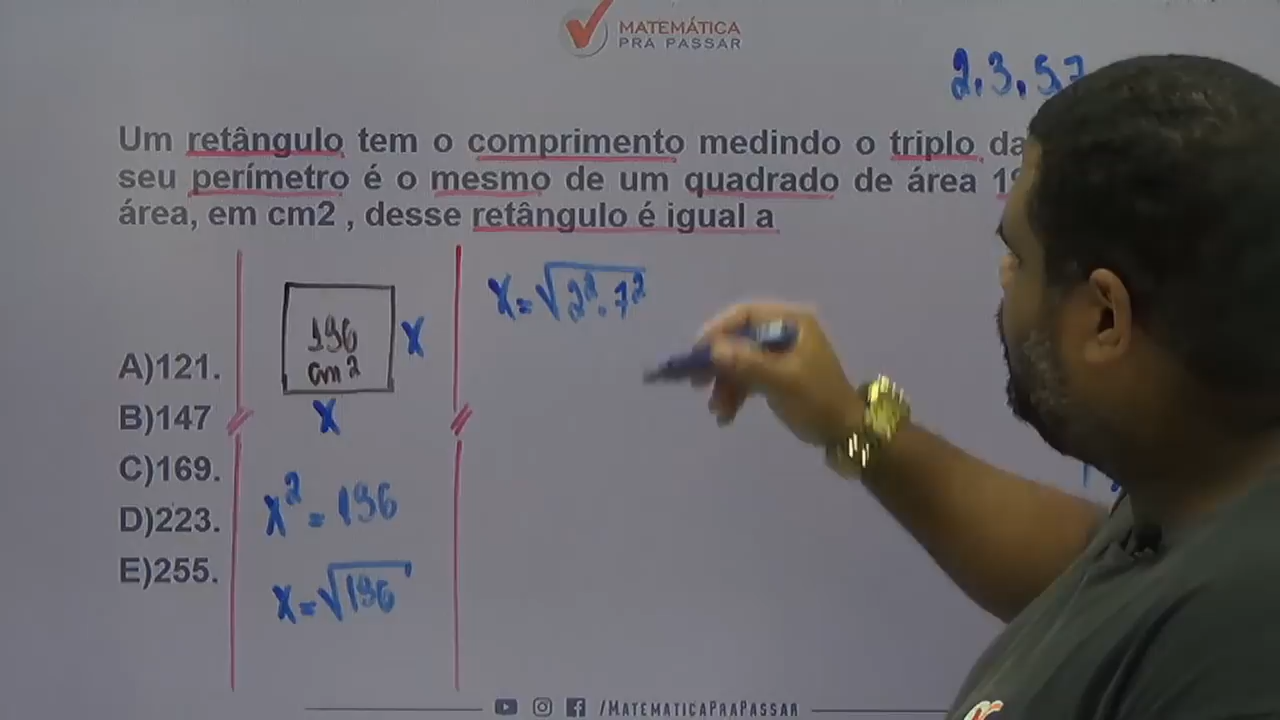 MATEMÁTICA
PRA PASSAR
2.3.5.7
Um retângulo tem o comprimento medindo o triplo da
seu perímetro é o mesmo de um quadrado de área
área, em cm2 , desse retângulo é igual a
A)121.
B)147
C)169.
D)223.
E)255.
196
cm2
x
x
x² = 196
x = √196
x = √2².7²
/MATEMATICAPRAPASSAR